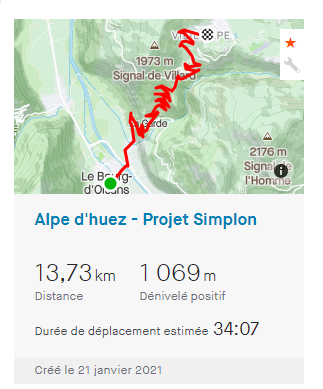 PE.
1973 m
Signal de Villard
La Garde
2176 m
Signal de
l'Homme
Le Bourg-
d'Oisans
Alpe d'huez - Projet Simplon
13,73 km
1 069 m
Distance
Dénivelé positif
Durée de déplacement estimée 34:07
Créé le 21 janvier 2021